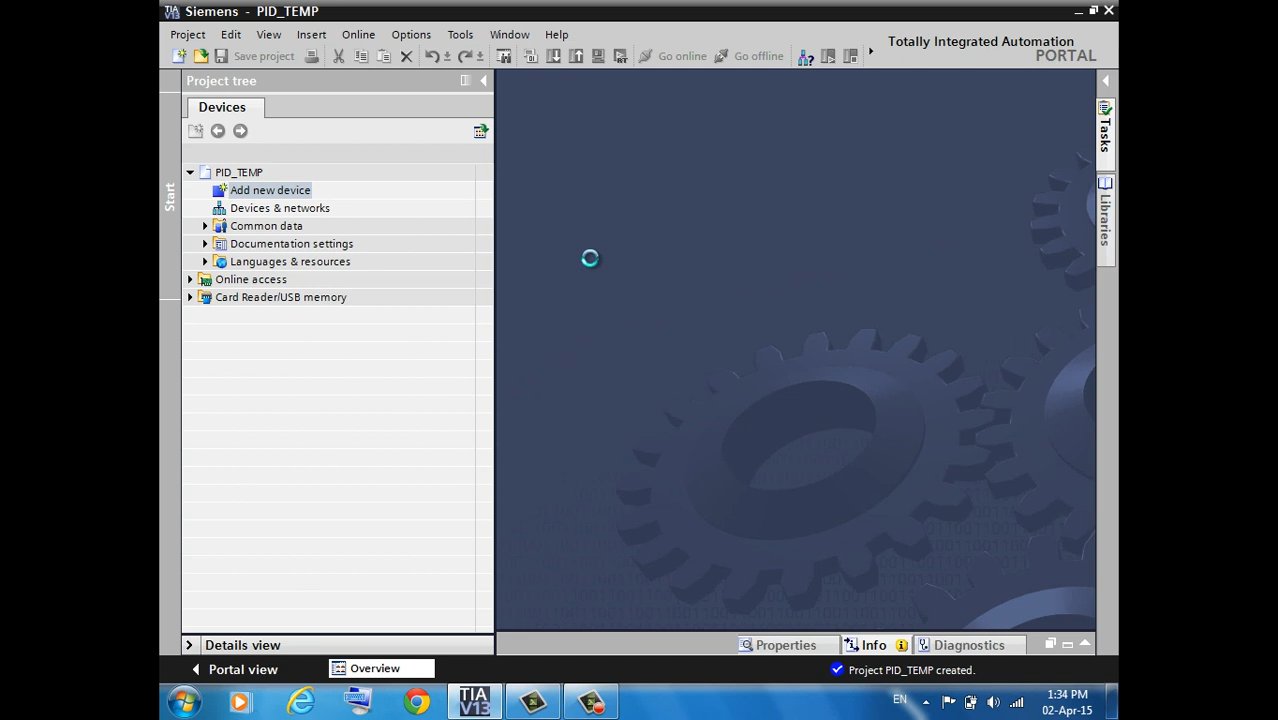 TIA V13 Siemens - PID_TEMP
Project Edit View Insert Online Options Tools Window Help
Totally Integrated Automation
PORTAL
Save project Go online Go offline
Project tree
Devices
Start
PID_TEMP
Add new device
Devices & networks
Common data
Documentation settings
Languages & resources
Online access
Card Reader/USB memory
Tasks
Libraries
Details view
Properties Info Diagnostics
Portal view Overview
Project PID_TEMP created.
TIA V13
EN
1:34 PM
02-Apr-15